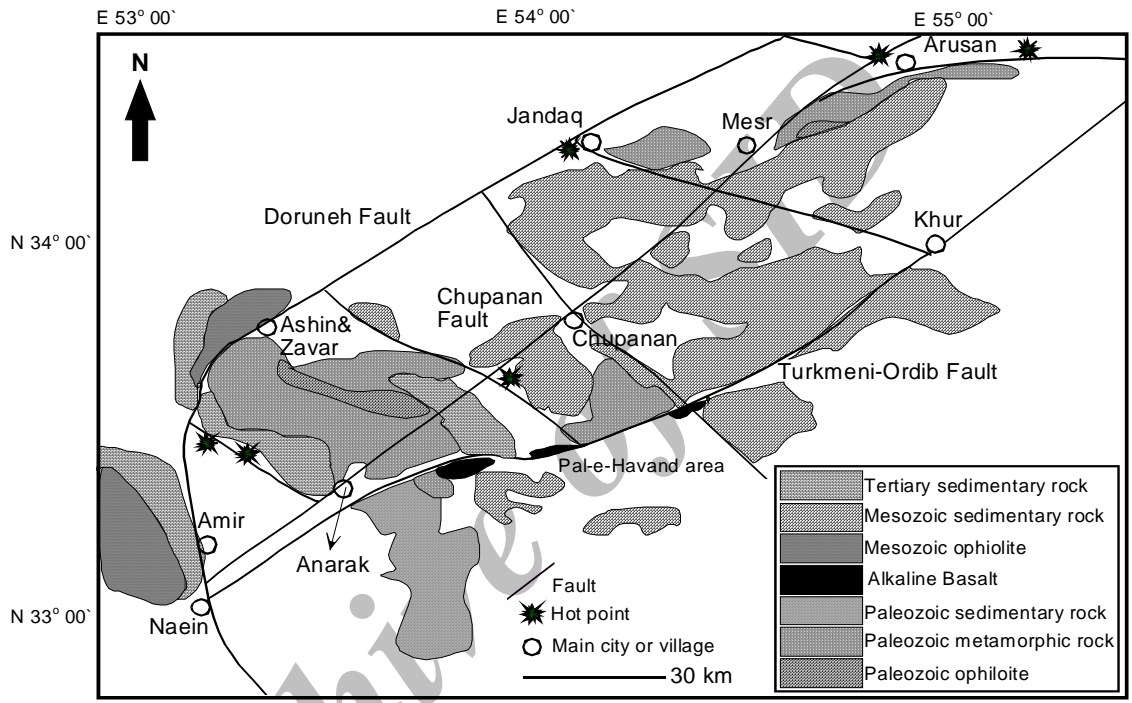 E 53° 00`
E 54° 00`
E 55° 00`
N
Arusan
Jandaq
Mesr
Doruneh Fault
Khur
N 34° 00`
Chupanan
Fault
Ashin&
Zavar
Chupanan
Turkmeni-Ordib Fault
Pal-e-Havand area
Amir
Anarak
Naein
N 33° 00`
Fault
Hot point
Main city or village
30 km
Tertiary sedimentary rock
Mesozoic sedimentary rock
Mesozoic ophiolite
Alkaline Basalt
Paleozoic sedimentary rock
Paleozoic metamorphic rock
Paleozoic ophiloite